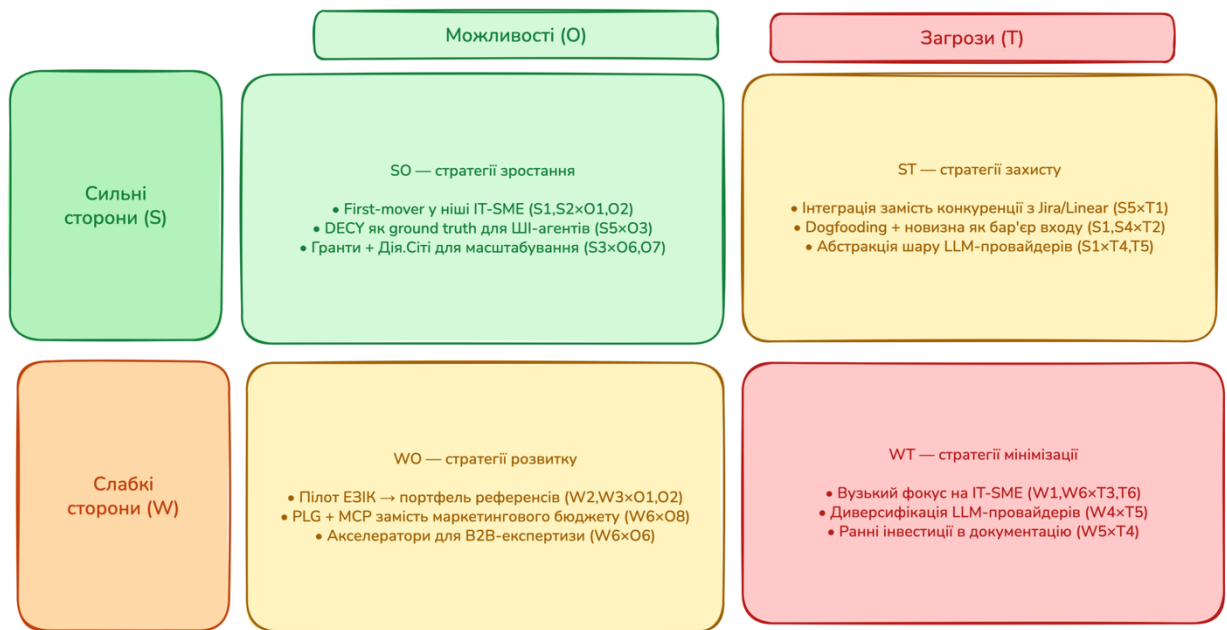 Можливості (O)
Загрози (T)
Сильні
сторони (S)
SO — стратегії зростання
• First-mover у ніші IT-SME (S1,S2×O1,O2)
• DECY як ground truth для ШІ-агентів (S5×O3)
• Гранти + Дія.Сіті для масштабування (S3×O6,O7)
ST — стратегії захисту
• Інтеграція замість конкуренції з Jira/Linear (S5×T1)
• Dogfooding + новизна як бар'єр входу (S1,S4×T2)
• Абстракція шару LLM-провайдерів (S1×T4,T5)
Слабкі
сторони (W)
WO — стратегії розвитку
• Пілот ЕЗІК → портфель референсів (W2,W3×O1,O2)
• PLG + MCP замість маркетингового бюджету (W6×O8)
• Акселератори для B2B-експертизи (W6×O6)
WT — стратегії мінімізації
• Вузький фокус на IT-SME (W1,W6×T3,T6)
• Диверсифікація LLM-провайдерів (W4×T5)
• Ранні інвестиції в документацію (W5×T4)